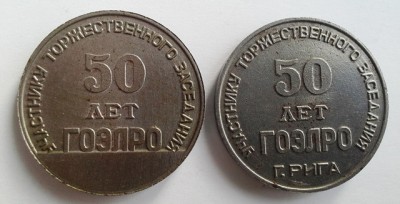 УЧАСТНИКУ ТОРЖЕСТВЕННОГО ЗАСЕДАНИЯ
50
ЛЕТ
ГОЭЛРО
УЧАСТНИКУ ТОРЖЕСТВЕННОГО ЗАСЕДАНИЯ
50
ЛЕТ
ГОЭЛРО
Г. РИГА